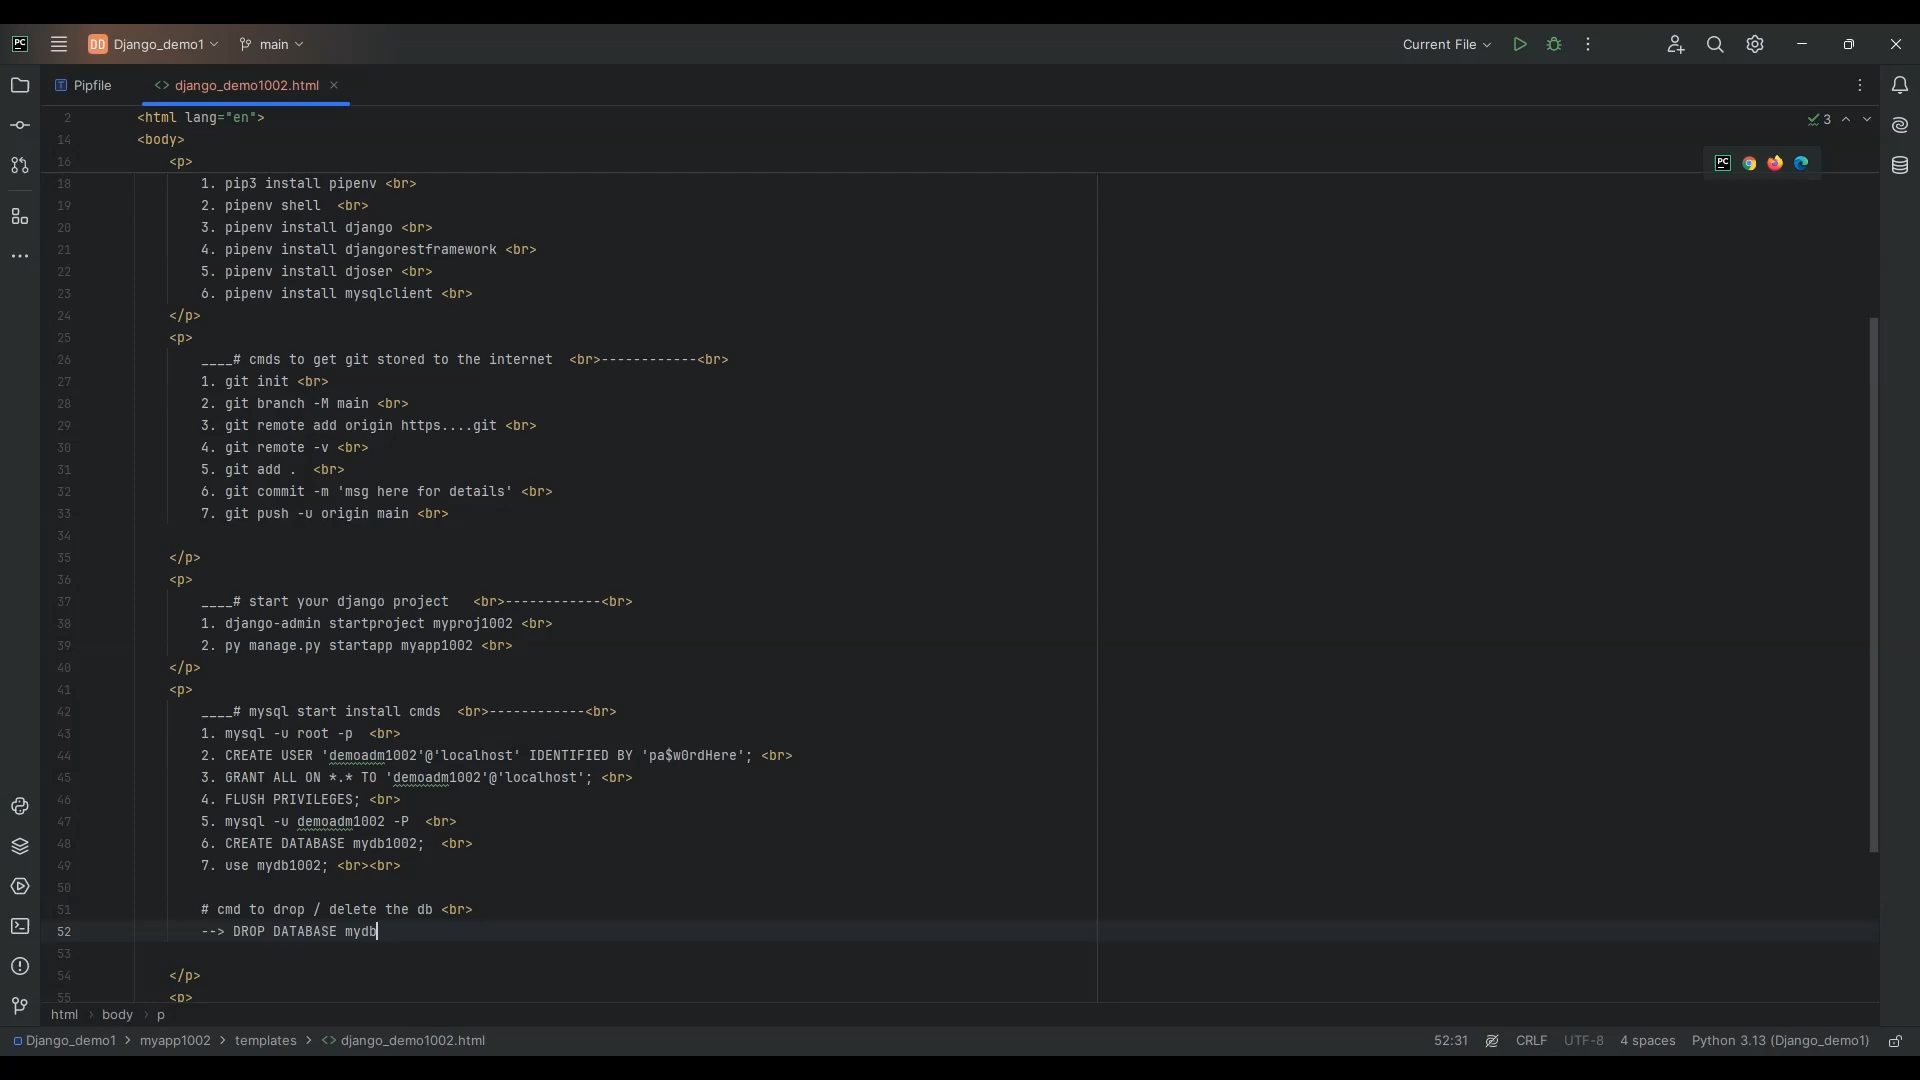 PC DD Django_demo1 main Current File
Pipfile django_demo1002.html
2 <html lang="en"> 3
14 <body>
16 <p>
PC
18 1. pip3 install pipenv <br>
19 2. pipenv shell <br>
20 3. pipenv install django <br>
21 4. pipenv install djangorestframework <br>
22 5. pipenv install djoser <br>
23 6. pipenv install mysqlclient <br>
24 </p>
25 <p>
26 ____# cmds to get git stored to the internet <br>------------<br>
27 1. git init <br>
28 2. git branch -M main <br>
29 3. git remote add origin https....git <br>
30 4. git remote -v <br>
31 5. git add . <br>
32 6. git commit -m 'msg here for details' <br>
33 7. git push -u origin main <br>
34
35 </p>
36 <p>
37 ____# start your django project <br>------------<br>
38 1. django-admin startproject myproj1002 <br>
39 2. py manage.py startapp myapp1002 <br>
40 </p>
41 <p>
42 ____# mysql start install cmds <br>------------<br>
43 1. mysql -u root -p <br>
44 2. CREATE USER 'demoadm1002'@'localhost' IDENTIFIED BY 'pa$w0rdHere'; <br>
45 3. GRANT ALL ON *.* TO 'demoadm1002'@'localhost'; <br>
46 4. FLUSH PRIVILEGES; <br>
47 5. mysql -u demoadm1002 -P <br>
48 6. CREATE DATABASE mydb1002; <br>
49 7. use mydb1002; <br><br>
50
51 # cmd to drop / delete the db <br>
52 --> DROP DATABASE mydb
53
54 </p>
55 <p>
html body p
Django_demo1 > myapp1002 > templates > <> django_demo1002.html 52:31 CRLF UTF-8 4 spaces Python 3.13 (Django_demo1)